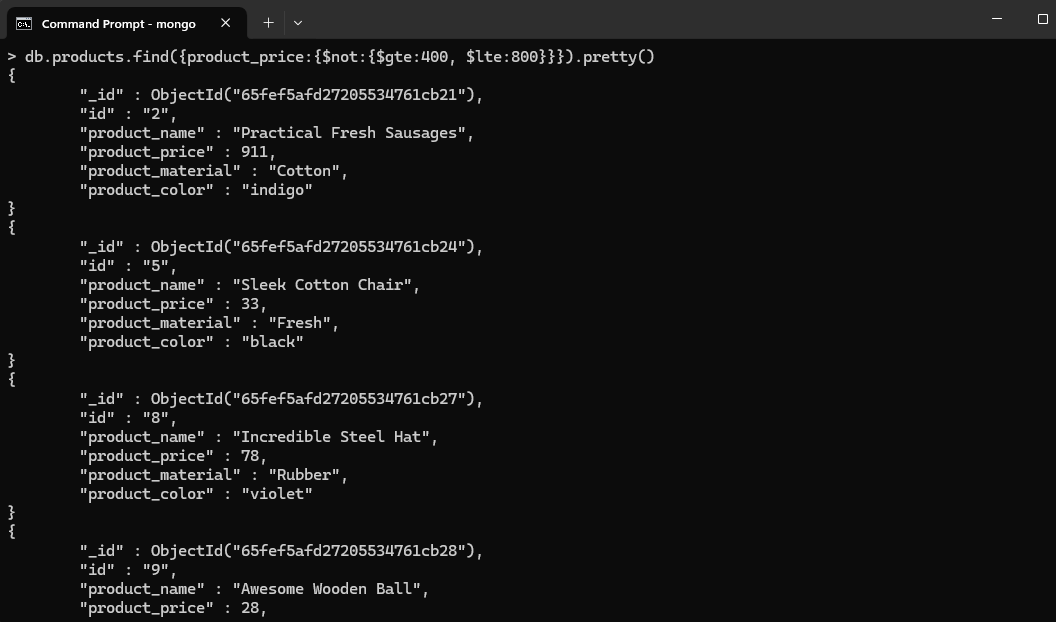 Command Prompt - mongo
> db.products.find({product_price:{$not:{$gte:400, $lte:800}}}).pretty()
{
        "_id" : ObjectId("65fef5afd27205534761cb21"),
        "id" : "2",
        "product_name" : "Practical Fresh Sausages",
        "product_price" : 911,
        "product_material" : "Cotton",
        "product_color" : "indigo"
}
{
        "_id" : ObjectId("65fef5afd27205534761cb24"),
        "id" : "5",
        "product_name" : "Sleek Cotton Chair",
        "product_price" : 33,
        "product_material" : "Fresh",
        "product_color" : "black"
}
{
        "_id" : ObjectId("65fef5afd27205534761cb27"),
        "id" : "8",
        "product_name" : "Incredible Steel Hat",
        "product_price" : 78,
        "product_material" : "Rubber",
        "product_color" : "violet"
}
{
        "_id" : ObjectId("65fef5afd27205534761cb28"),
        "id" : "9",
        "product_name" : "Awesome Wooden Ball",
        "product_price" : 28,